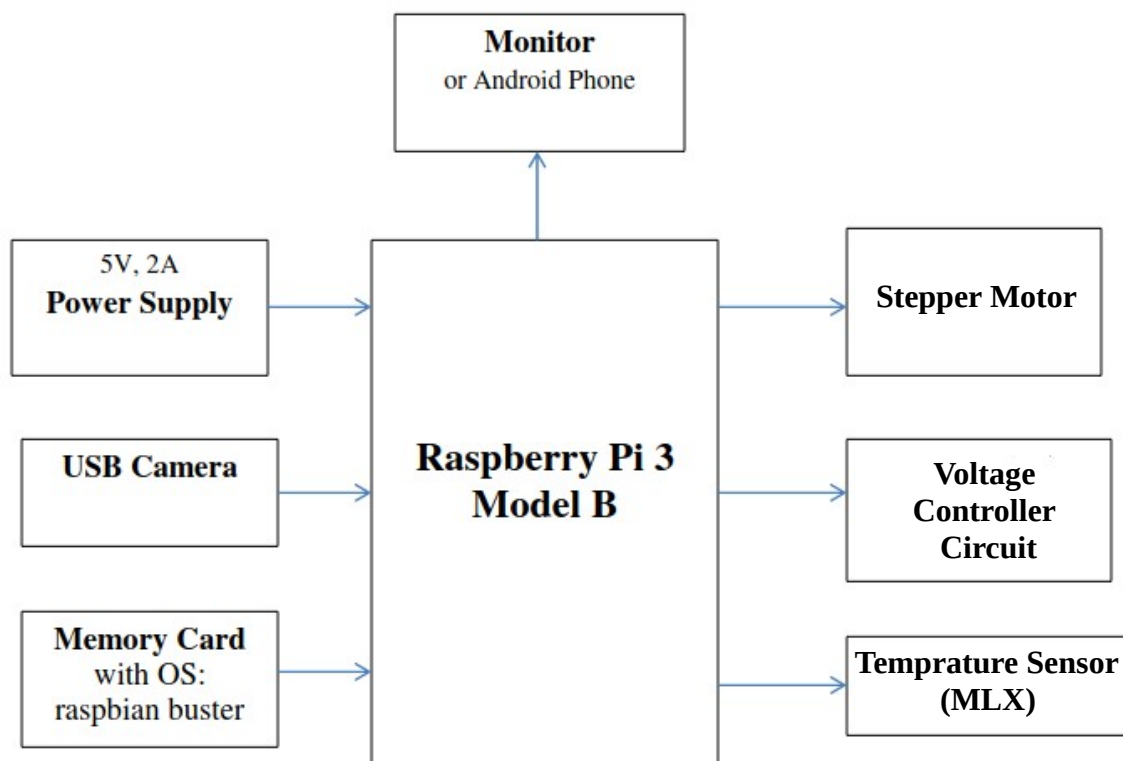 Monitor
or Android Phone
5V, 2A
Power Supply
Stepper Motor
USB Camera
Raspberry Pi 3
Model B
Voltage
Controller
Circuit
Memory Card
with OS:
raspbian buster
Temprature Sensor
(MLX)